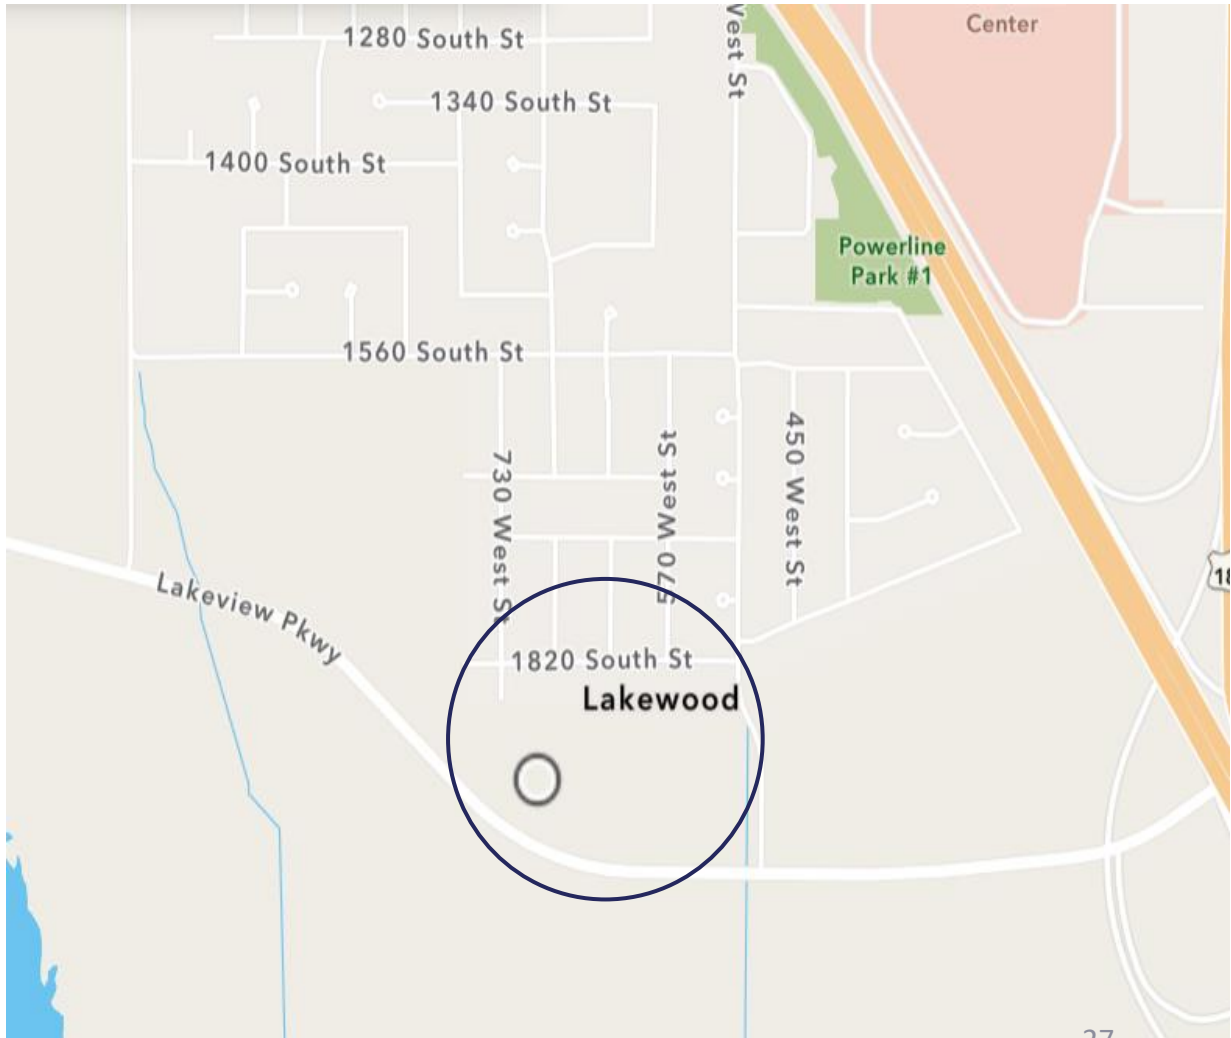 Center
1280 South St
West St
1340 South St
1400 South St
Powerline
Park #1
1560 South St
450 West St
570 West St
730 West St
18
Lakeview Pkwy
1820 South St
Lakewood